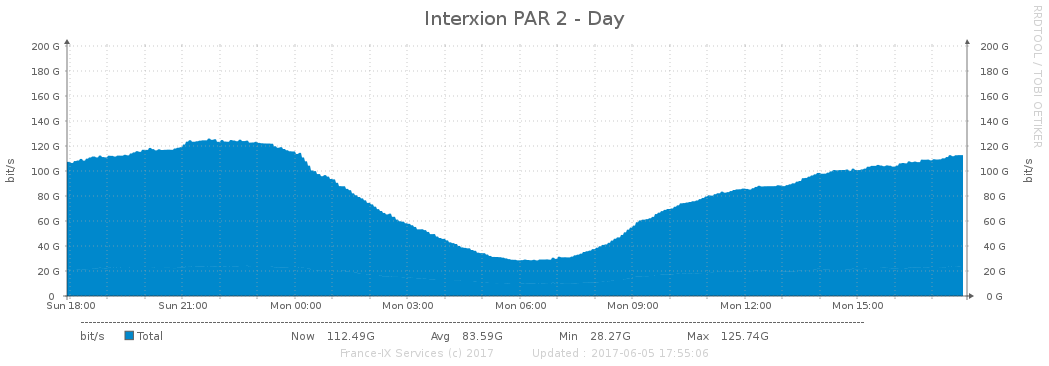 Interxion PAR 2 - Day
RRDTOOL / TOBI OETIKER
bit/s
bit/s
200 G 200 G
180 G 180 G
160 G 160 G
140 G 140 G
120 G 120 G
100 G 100 G
80 G 80 G
60 G 60 G
40 G 40 G
20 G 20 G
0 0 G
Sun 18:00 Sun 21:00 Mon 00:00 Mon 03:00 Mon 06:00 Mon 09:00 Mon 12:00 Mon 15:00
bit/s Total Now 112.49G Avg 83.59G Min 28.27G Max 125.74G
France-IX Services (c) 2017 Updated : 2017-06-05 17:55:06